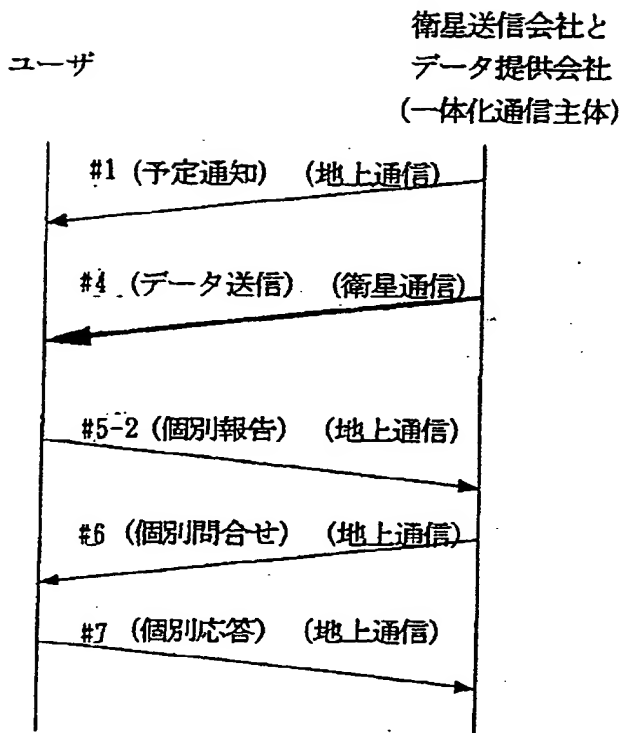 ユーザ
衛星送信会社と
データ提供会社
(一体化通信主体)
#1 (予定通知) (地上通信)
#4 (データ送信) (衛星通信)
#5-2 (個別報告) (地上通信)
#6 (個別問合せ) (地上通信)
#7 (個別応答) (地上通信)